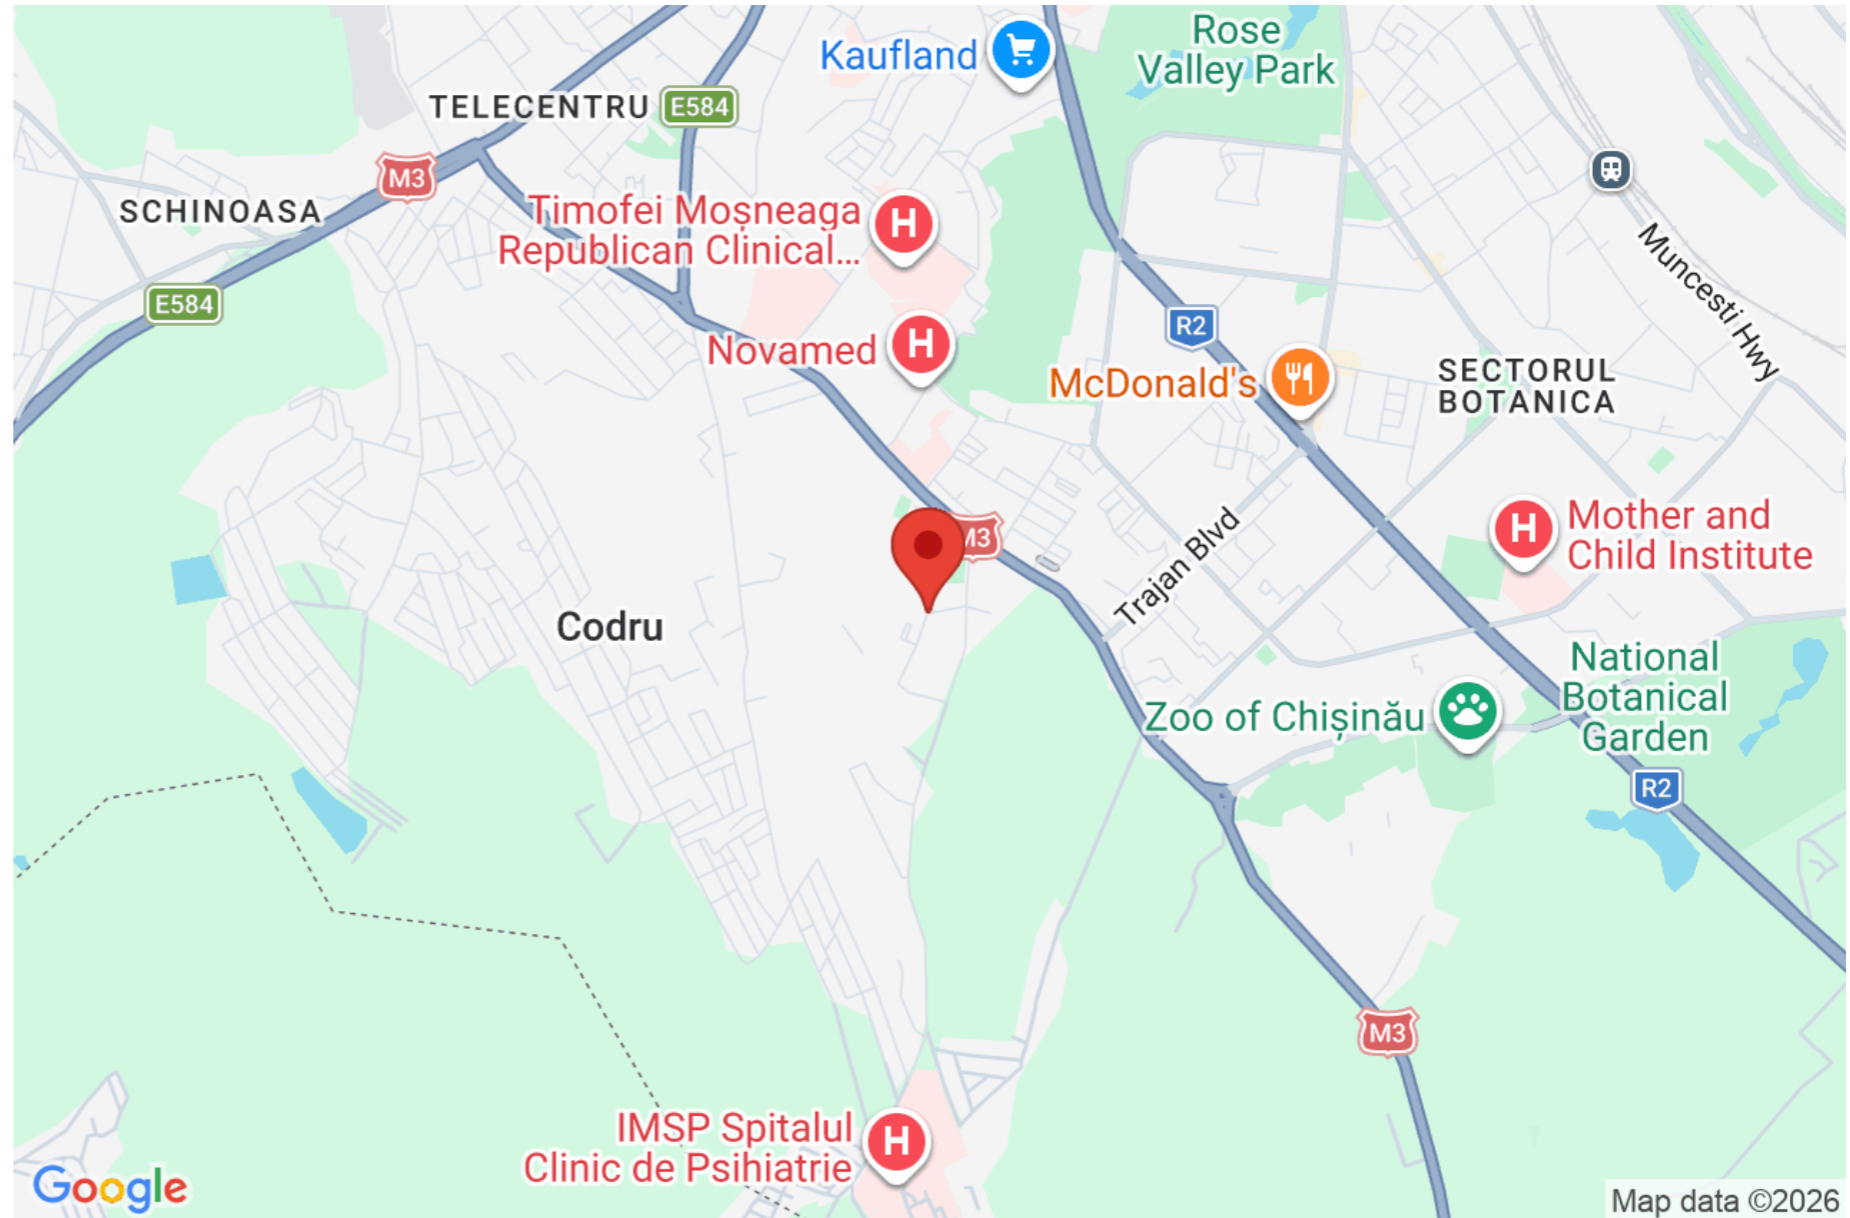 Rose
Valley Park
Kaufland
TELECENTRU
E584
M3
SCHINOASA
Timofei Moșneaga
Republican Clinical...
H
E584
Muncesti Hwy
R2
Novamed
H
McDonald's
SECTORUL
BOTANICA
M3
H
Mother and
Child Institute
Trajan Blvd
Codru
National
Botanical
Garden
Zoo of Chișinău
R2
M3
IMSP Spitalul
Clinic de Psihiatrie
H
Google
Map data ©2026